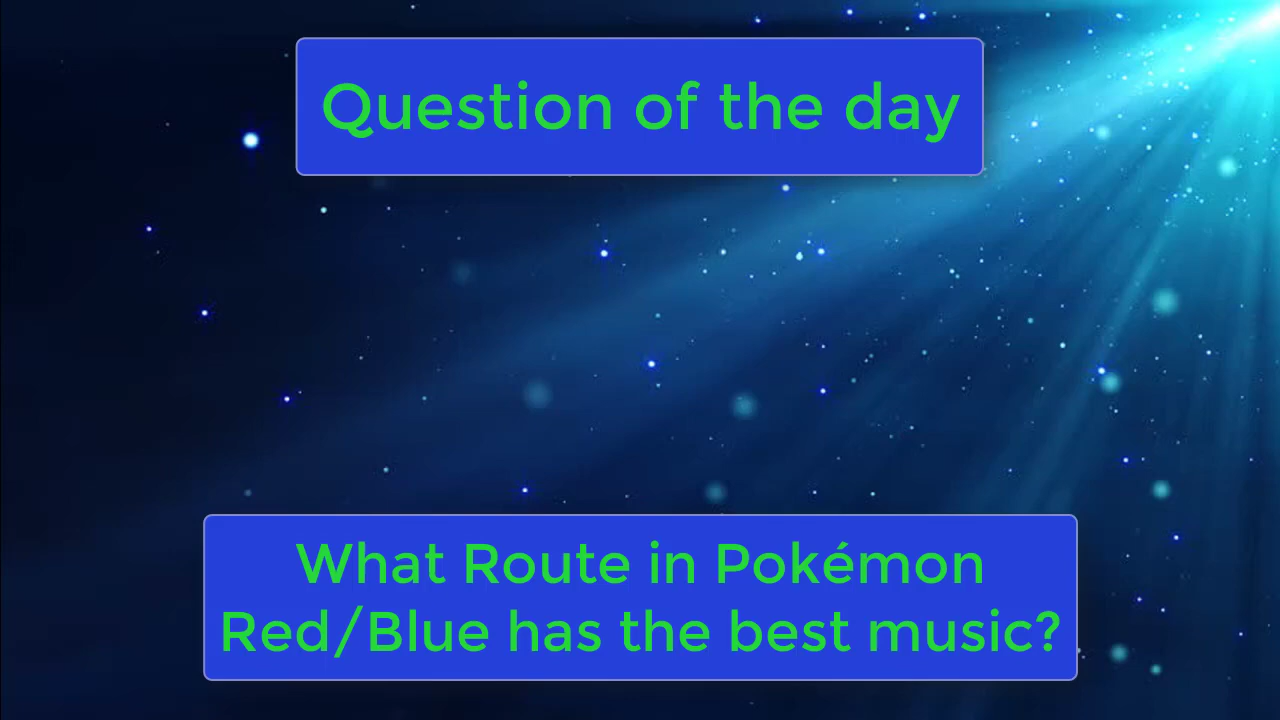 Question of the day
What Route in Pokémon
Red/Blue has the best music?